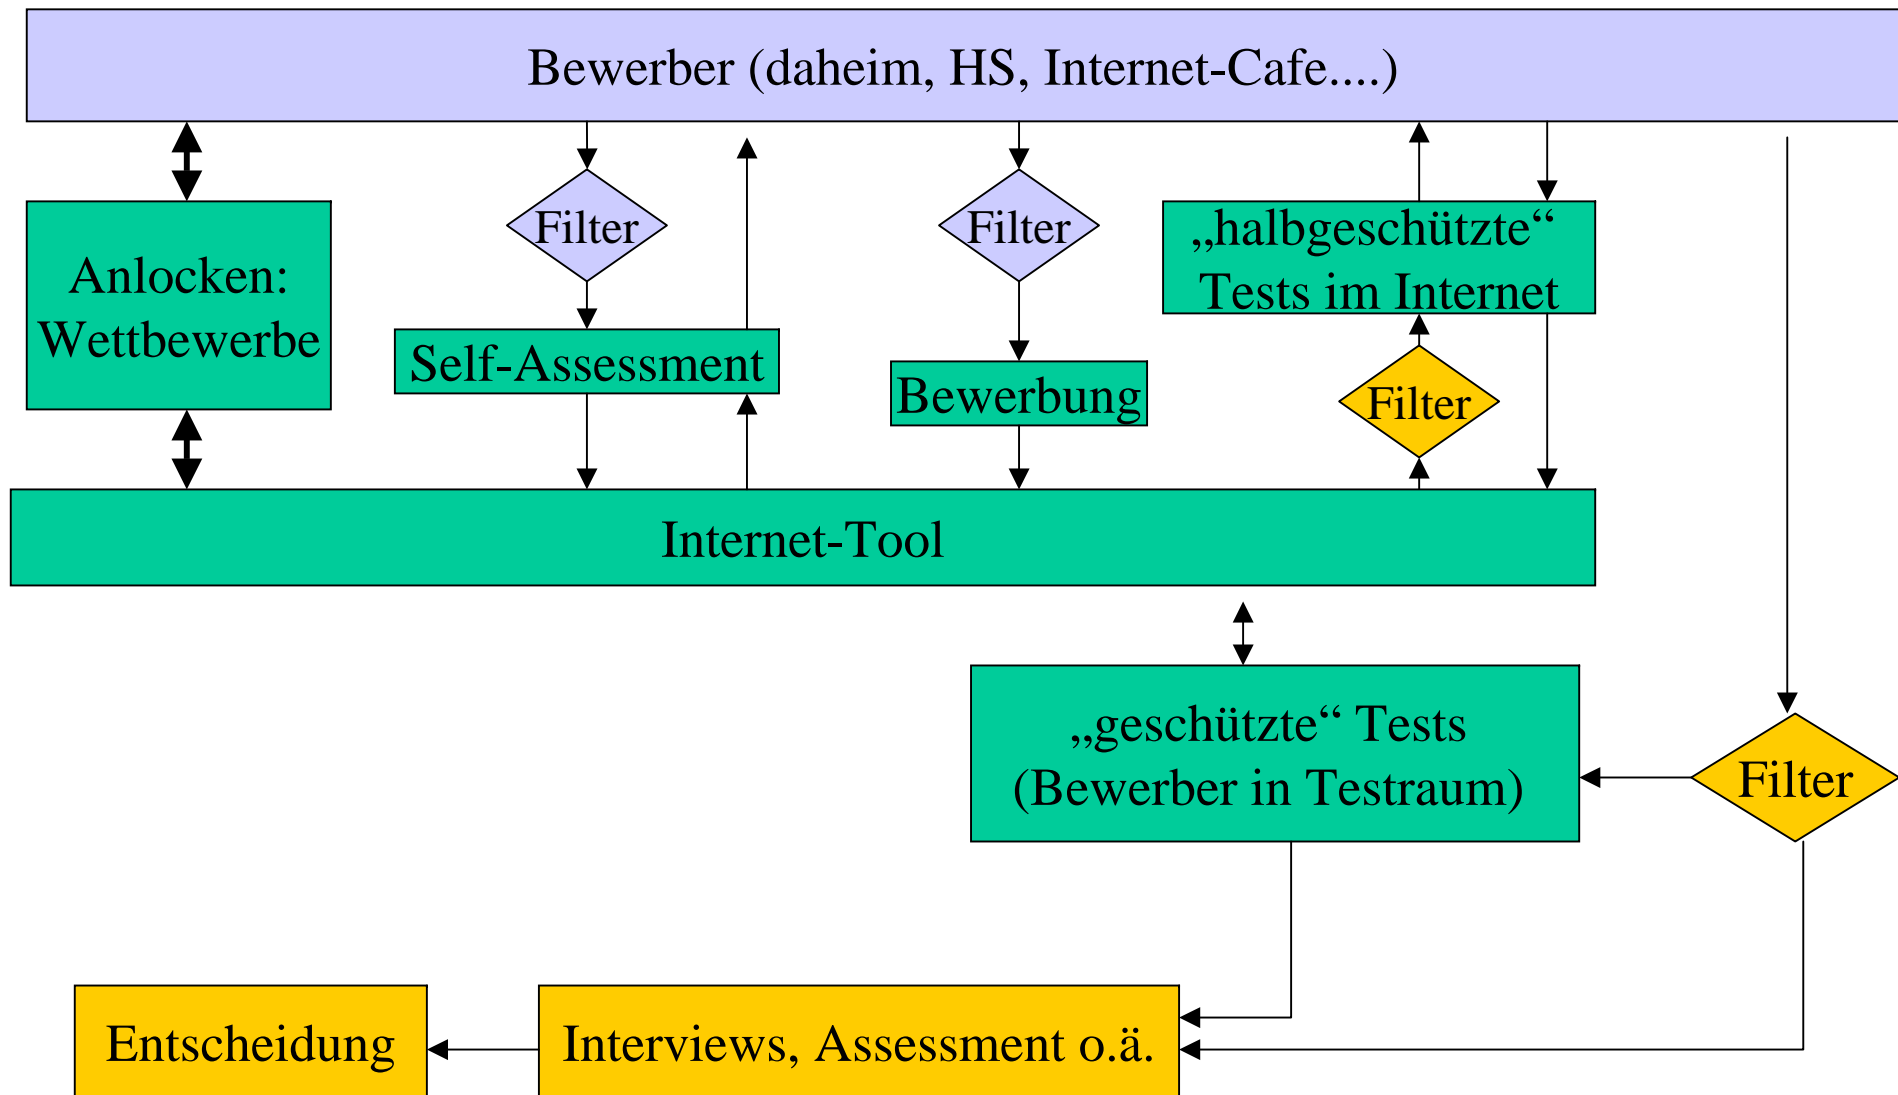 Bewerber (daheim, HS, Internet-Cafe....)
Filter
Filter
„halbgeschützte“
Tests im Internet
Anlocken:
Wettbewerbe
Self-Assessment
Bewerbung
Filter
Internet-Tool
„geschützte“ Tests
(Bewerber in Testraum)
Filter
Entscheidung
Interviews, Assessment o.ä.